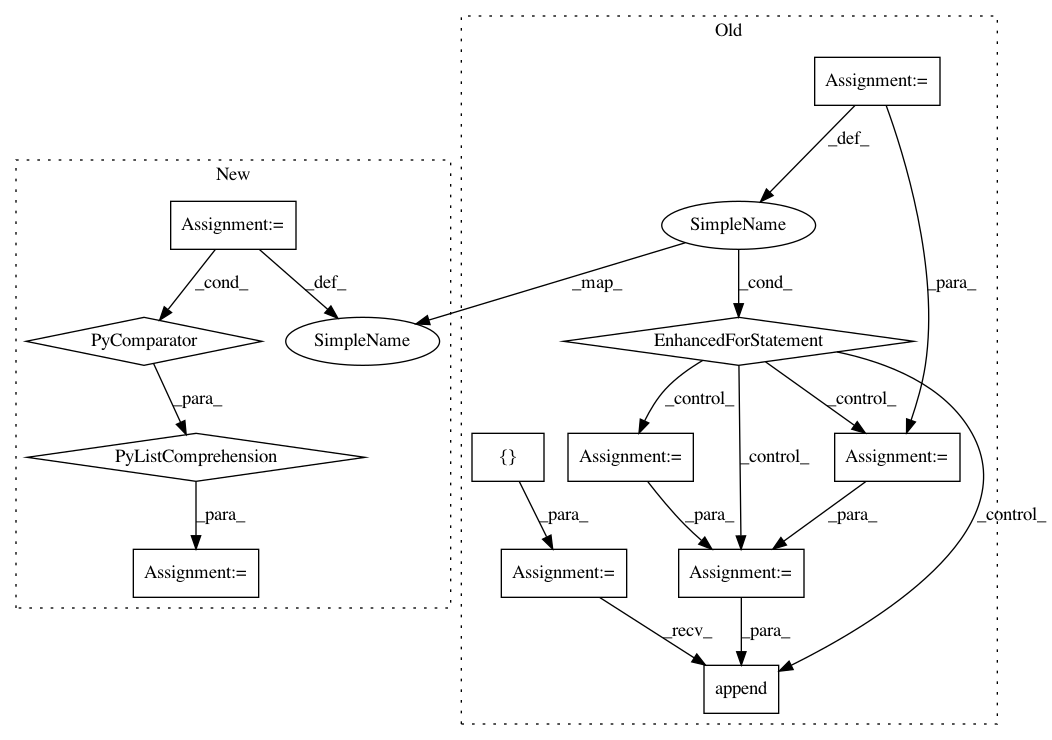 Old
Assignment:=
New
_def_
Assignment:=
SimpleName
_cond_
_def_
_map_
_cond_
_para_
PyComparator
SimpleName
EnhancedForStatement
_para_
_control_
_control_
PyListComprehension
{}
Assignment:=
_control_
Assignment:=
_para_
_para_
_para_
_para_
_control_
Assignment:=
Assignment:=
Assignment:=
_recv_
_para_
append